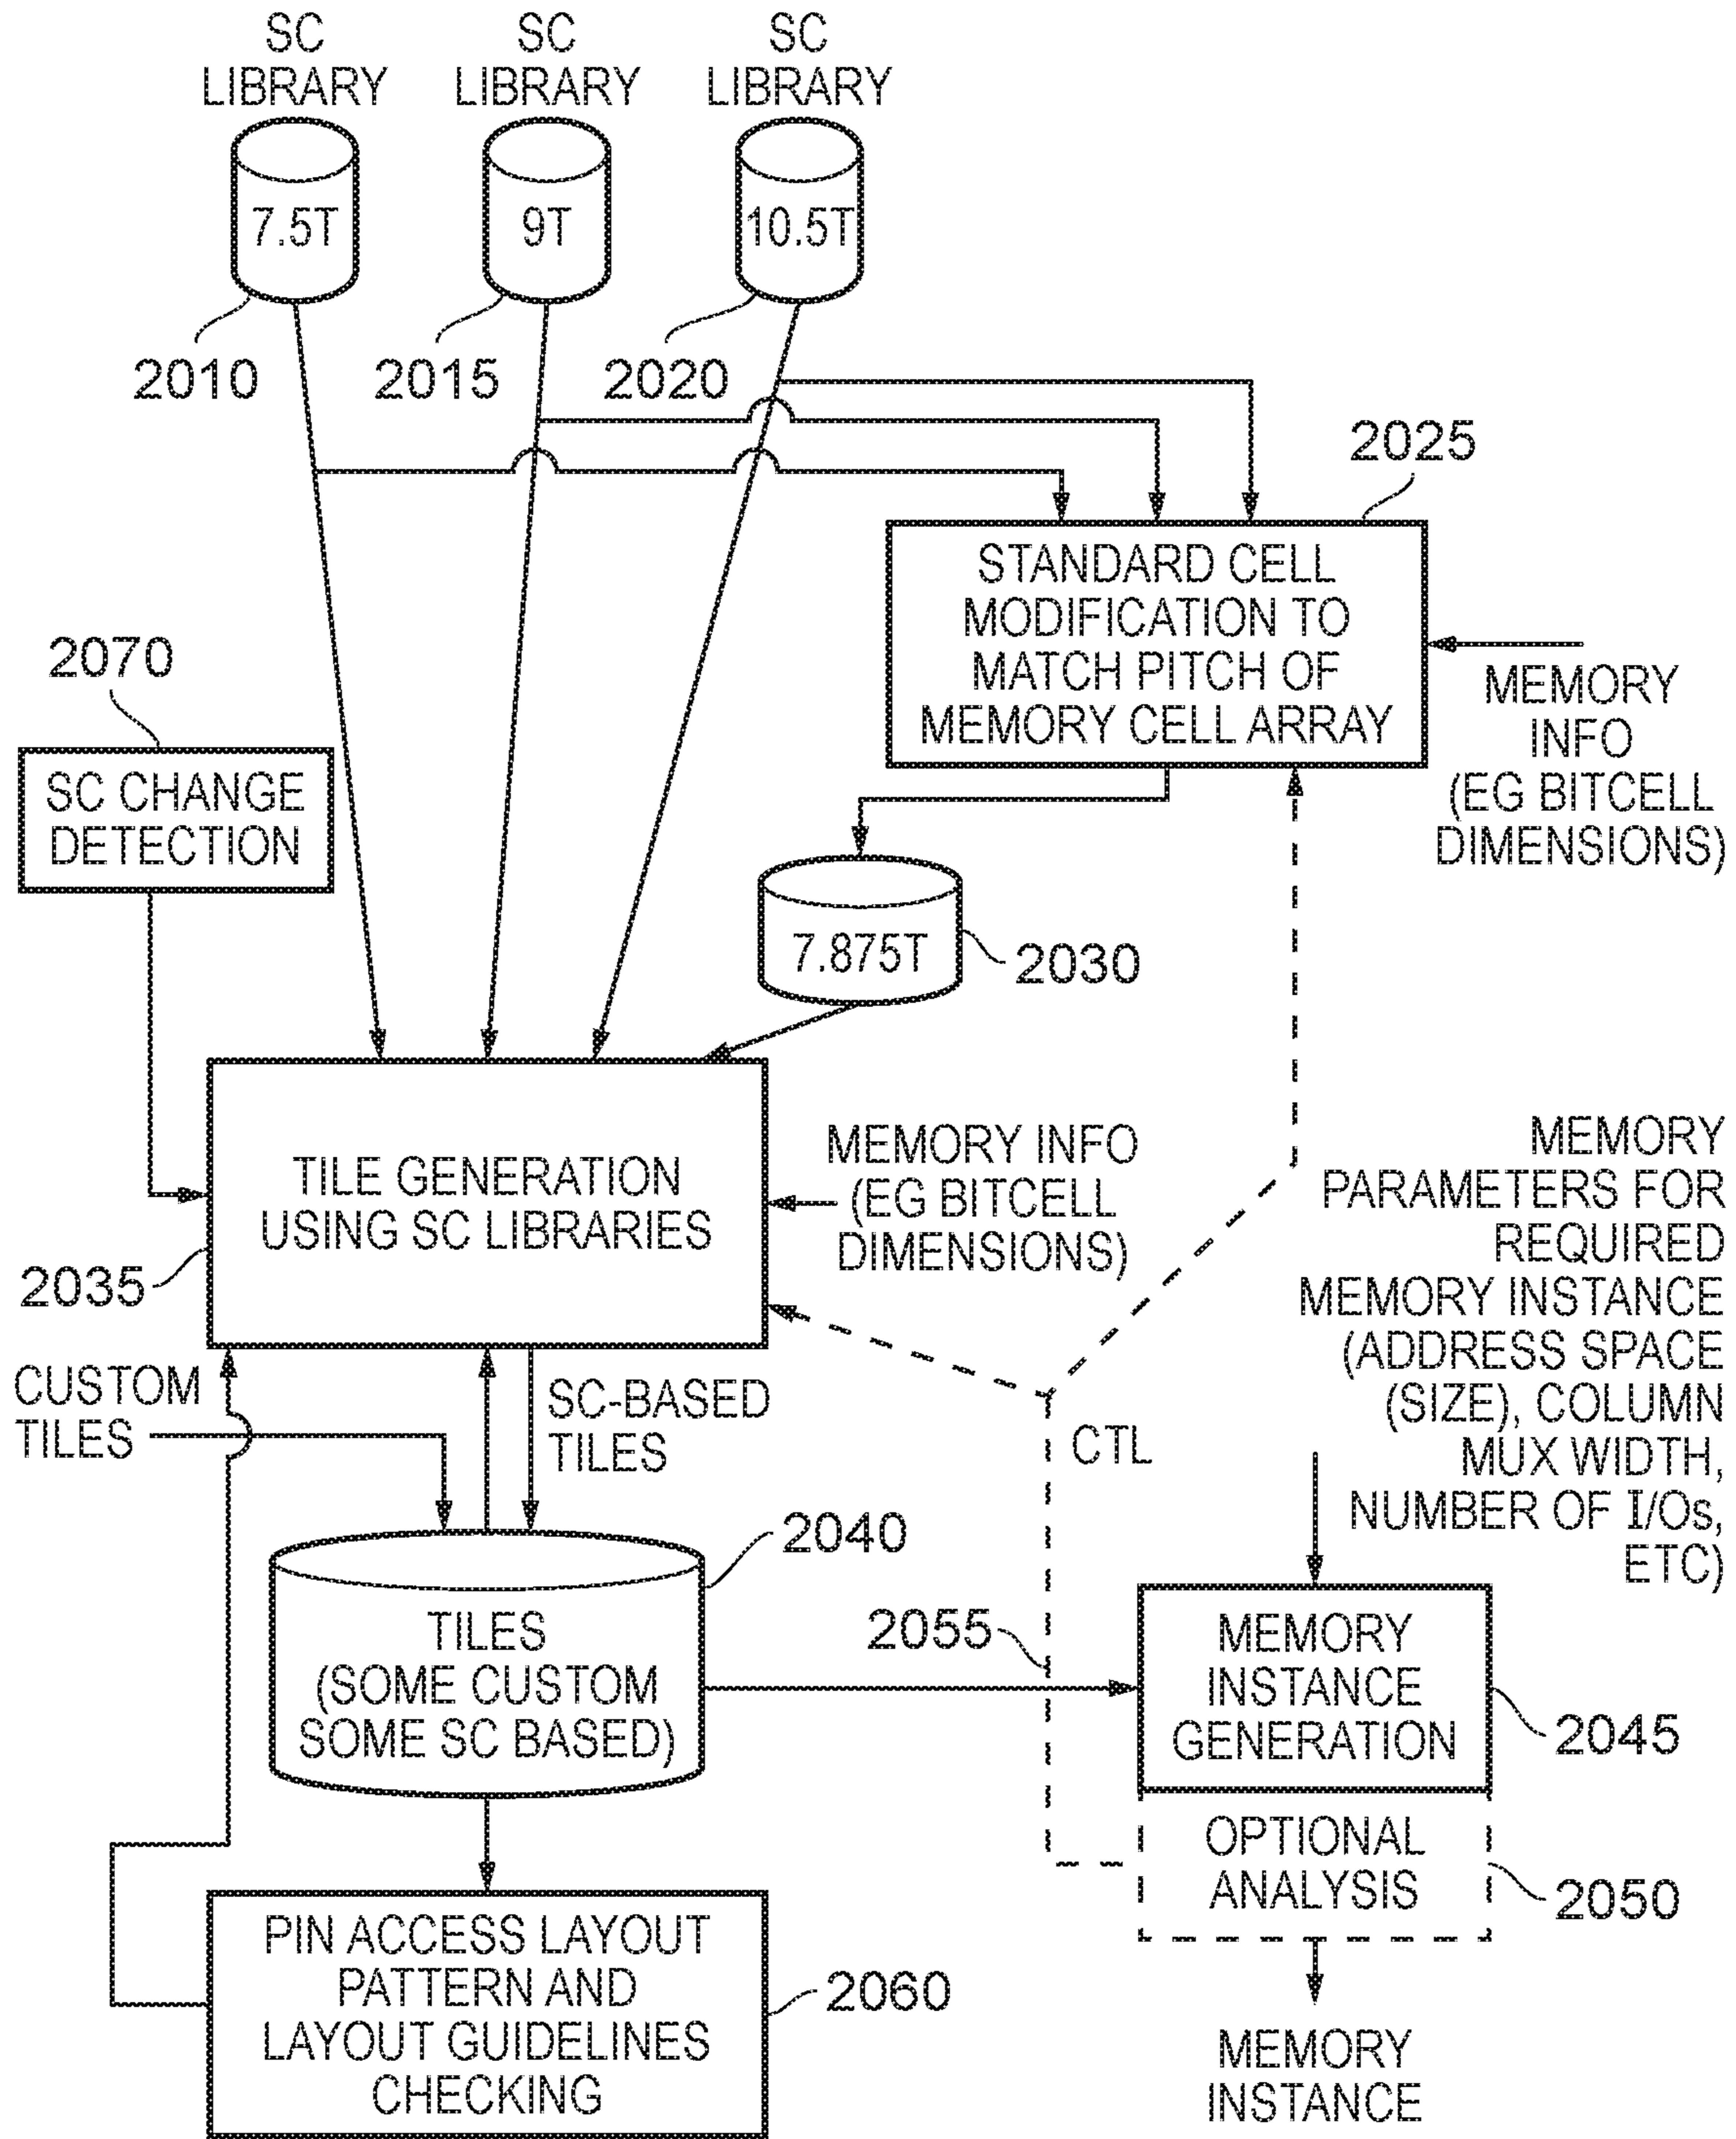 SC
LIBRARY
SC
LIBRARY
SC
LIBRARY
7.5T
9T
10.5T
2010
2015
2020
2025
STANDARD CELL
MODIFICATION TO
MATCH PITCH OF
MEMORY CELL ARRAY
MEMORY
INFO
(EG BITCELL
DIMENSIONS)
2070
SC CHANGE
DETECTION
7.875T
2030
TILE GENERATION
USING SC LIBRARIES
2035
MEMORY INFO
(EG BITCELL
DIMENSIONS)
MEMORY
PARAMETERS FOR
REQUIRED
MEMORY INSTANCE
(ADDRESS SPACE
(SIZE), COLUMN
MUX WIDTH,
NUMBER OF I/Os,
ETC)
CUSTOM
TILES
SC-BASED
TILES
CTL
2040
TILES
(SOME CUSTOM
SOME SC BASED)
2055
MEMORY
INSTANCE
GENERATION
2045
OPTIONAL
ANALYSIS
2050
PIN ACCESS LAYOUT
PATTERN AND
LAYOUT GUIDELINES
CHECKING
2060
MEMORY
INSTANCE